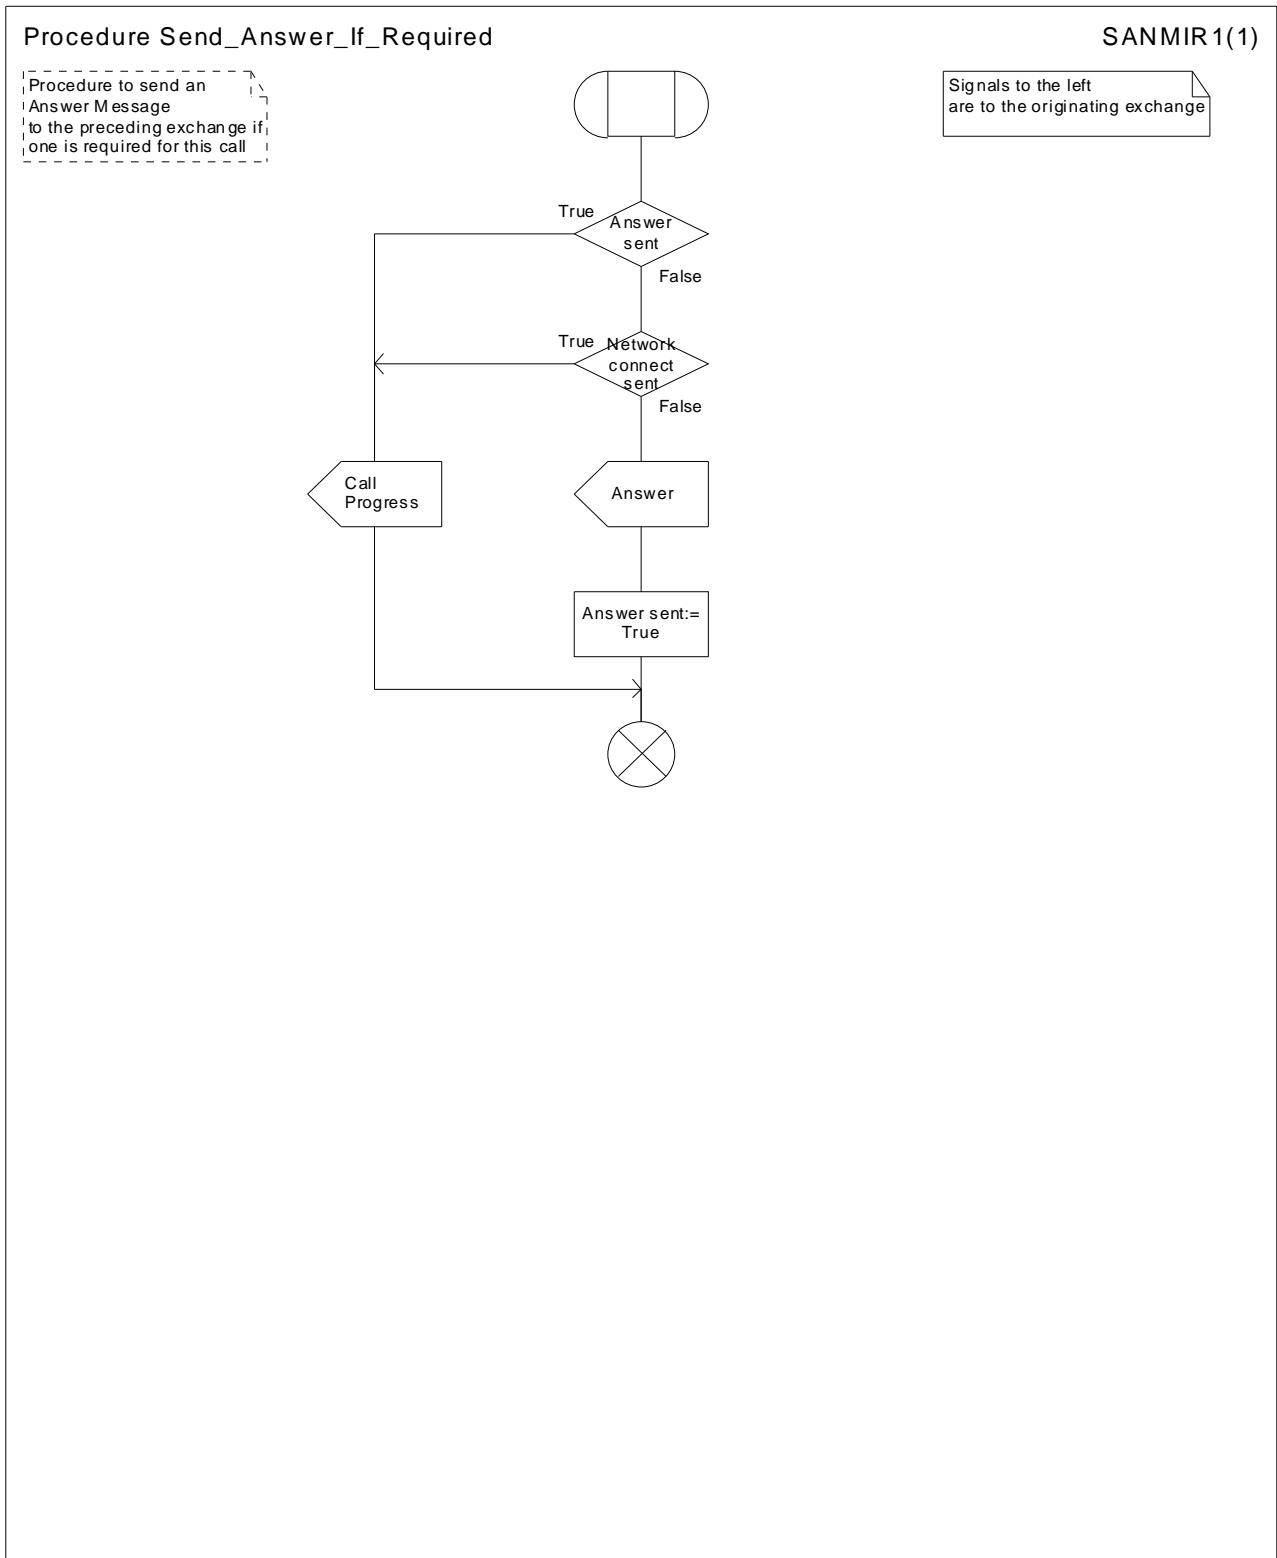 Procedure Send_Answer_If_Required
SANMIR1(1)
Procedure to send an
Answer Message
to the preceding exchange if
one is required for this call
Signals to the left
are to the originating exchange
True
Answer
sent
False
True
Network
connect
sent
False
Call
Progress
Answer
Answer sent:=
True